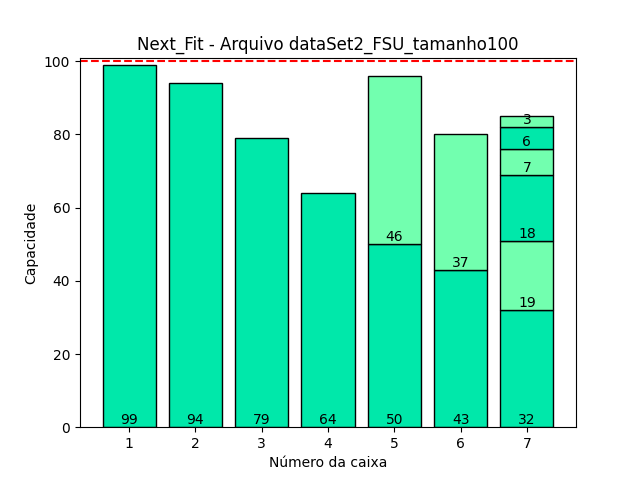 Next_Fit - Arquivo dataSet2_FSU_tamanho100
Capacidade
100
80
60
40
20
0
3
6
7
18
46
37
19
99 94 79 64 50 43 32
1 2 3 4 5 6 7
Número da caixa